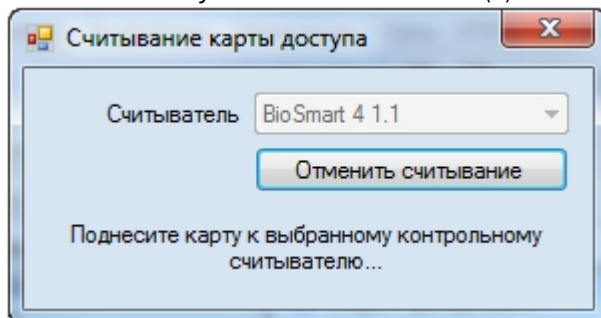 Считывание карты доступа
Считыватель BioSmart 4 1.1
Отменить считывание
Поднесите карту к выбранному контрольному
считывателю...